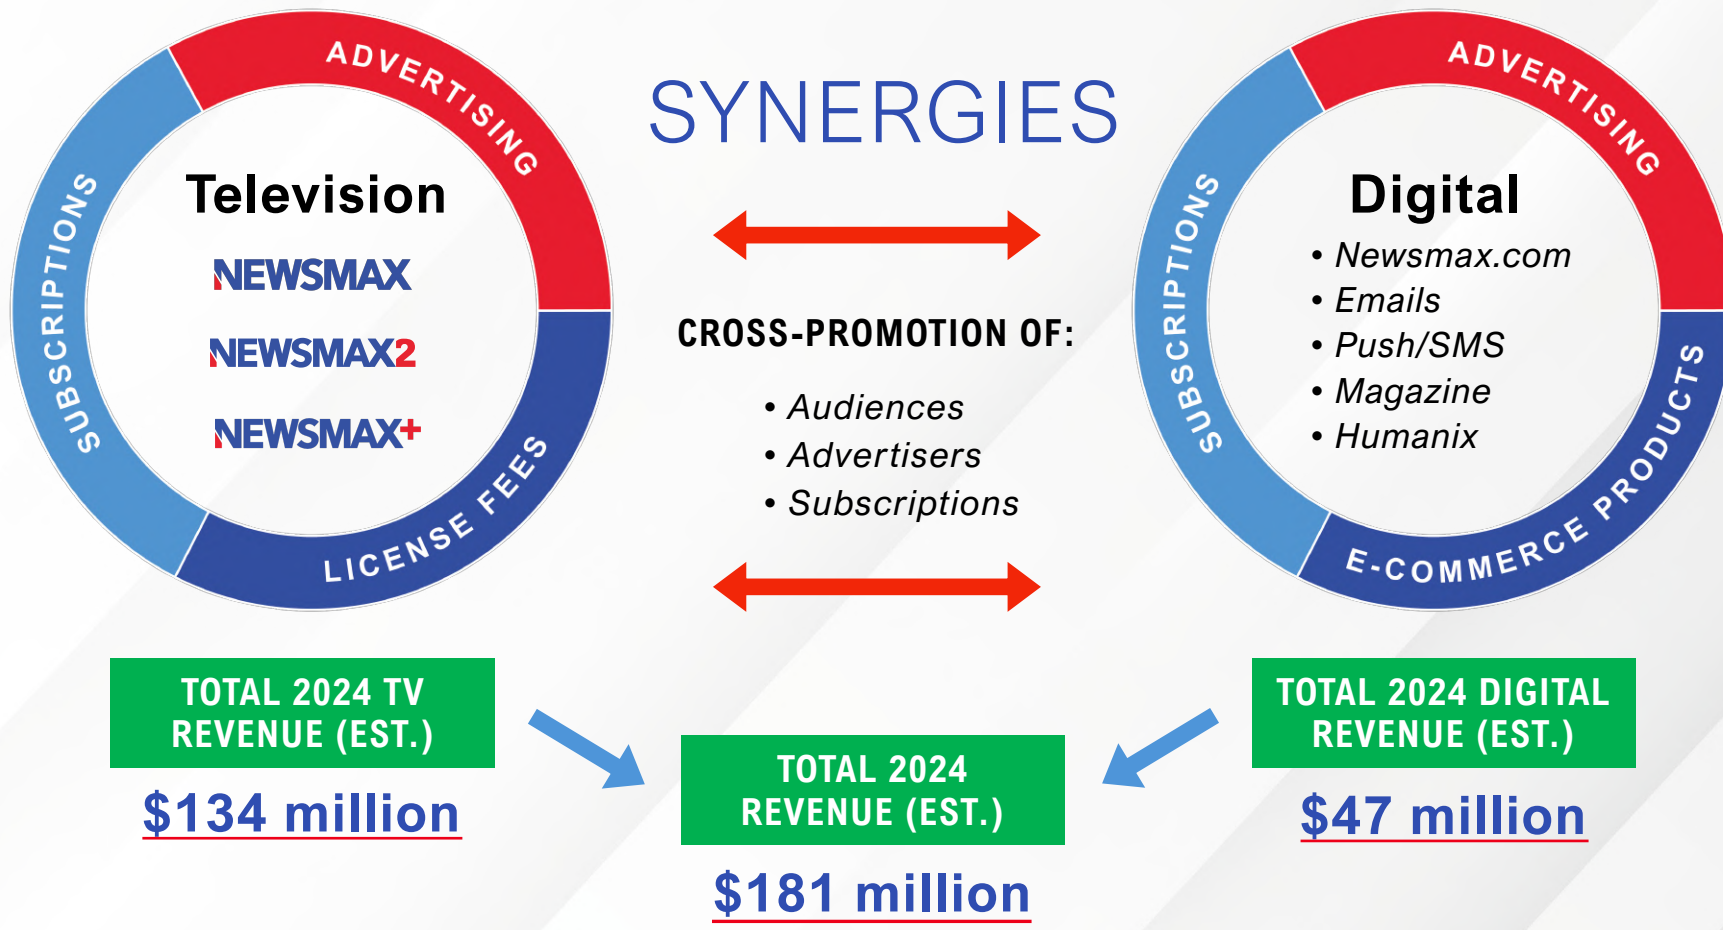 SYNERGIES
ADVERTISING
SUBSCRIPTIONS
LICENSE FEES
Television
NEWSMAX
NEWSMAX2
NEWSMAX+
CROSS-PROMOTION OF:
• Audiences
• Advertisers
• Subscriptions
ADVERTISING
SUBSCRIPTIONS
E-COMMERCE PRODUCTS
Digital
• Newsmax.com
• Emails
• Push/SMS
• Magazine
• Humanix
TOTAL 2024 TV
REVENUE (EST.)
$134 million
TOTAL 2024
REVENUE (EST.)
$181 million
TOTAL 2024 DIGITAL
REVENUE (EST.)
$47 million